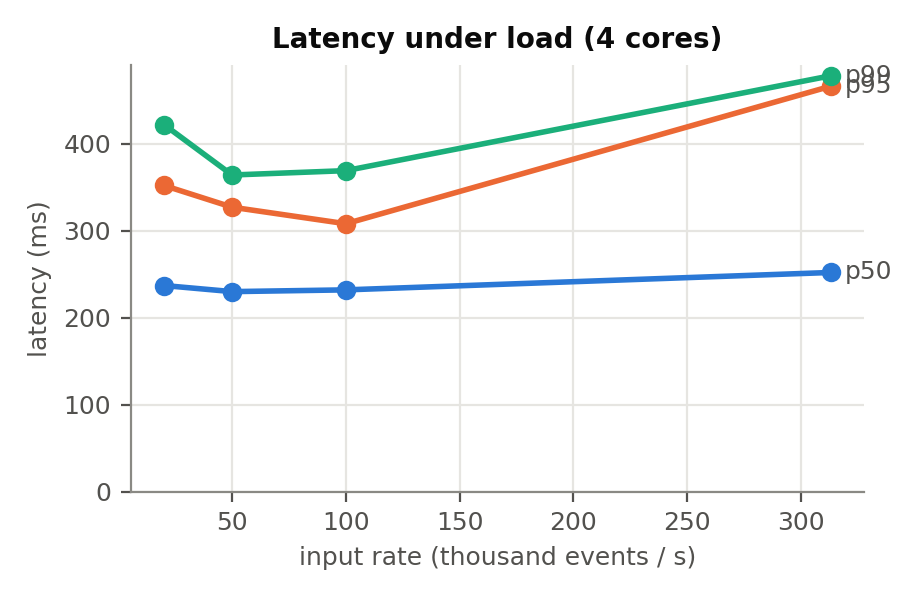 Latency under load (4 cores)
p99
p95
400
300
p50
200
100
0
latency (ms)
50 100 150 200 250 300
input rate (thousand events / s)